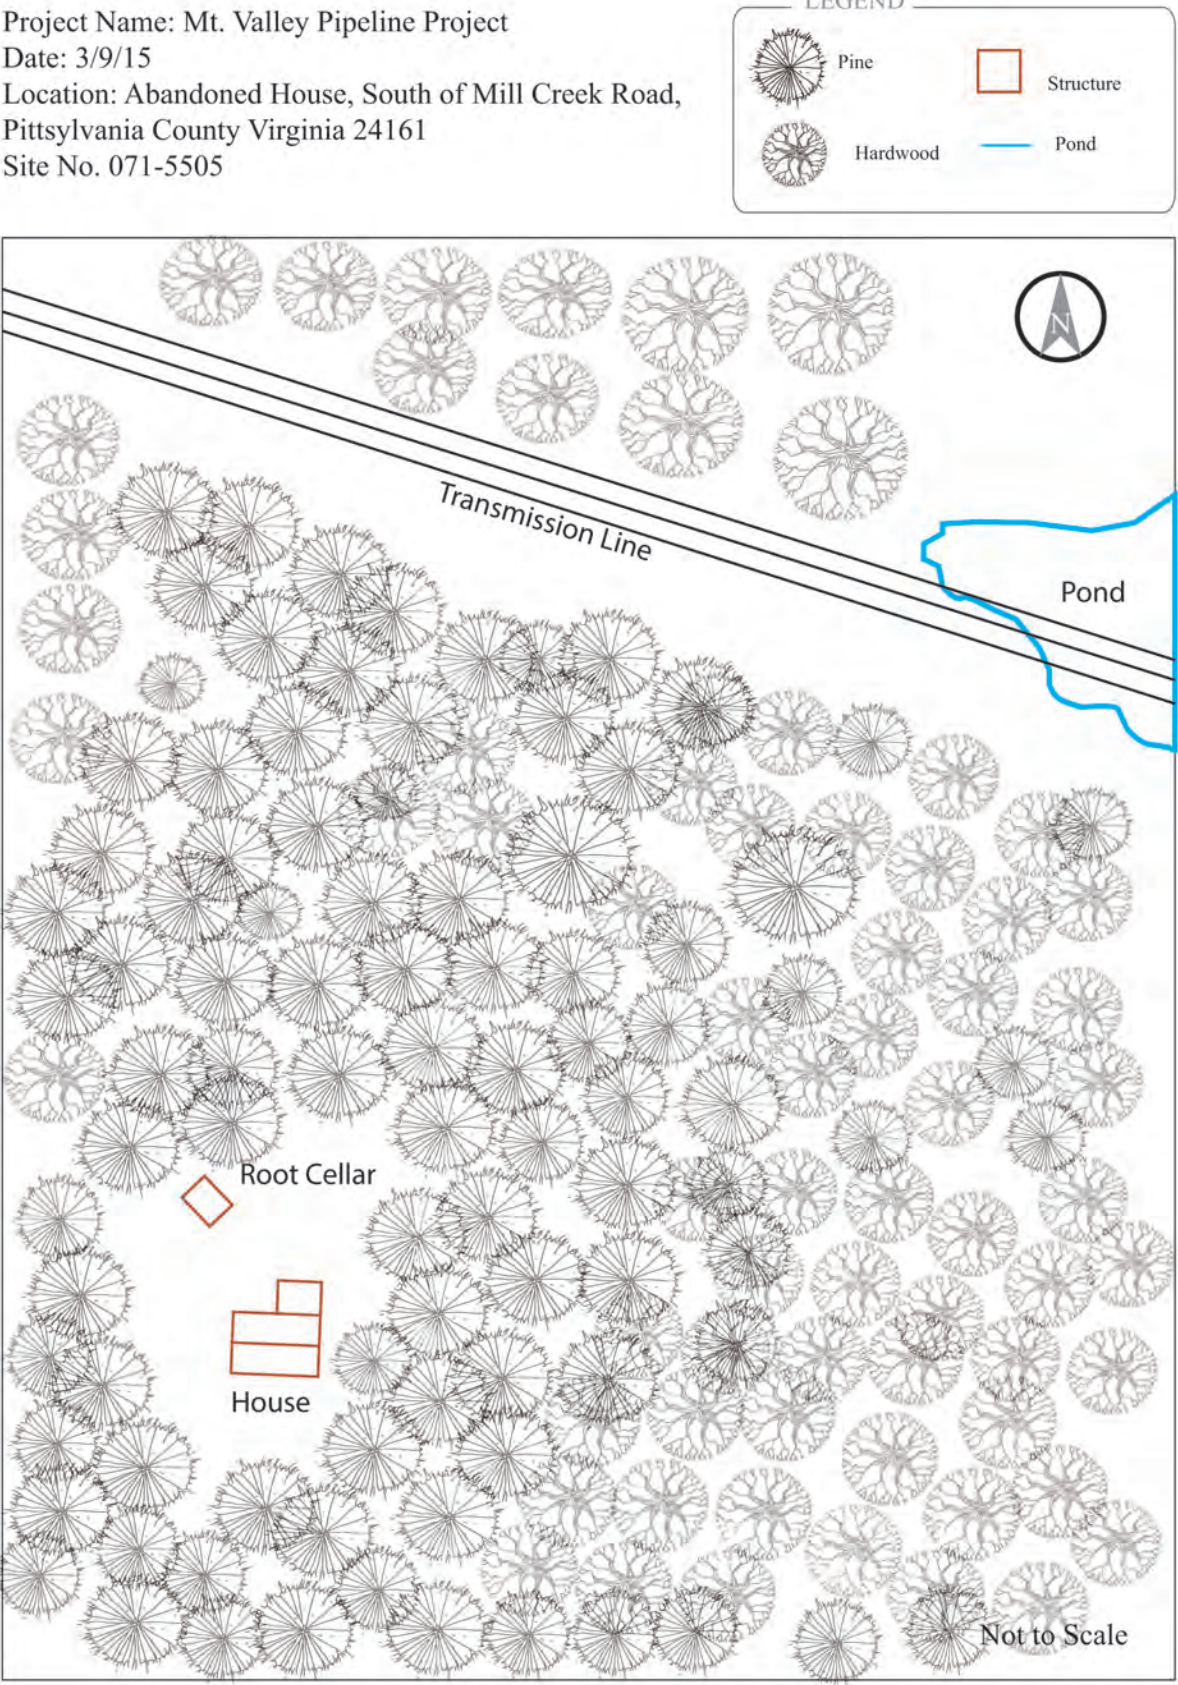 Project Name: Mt. Valley Pipeline Project
Date: 3/9/15
Location: Abandoned House, South of Mill Creek Road,
Pittsylvania County Virginia 24161
Site No. 071-5505
LEGEND
Pine
Structure
Hardwood
Pond
N
Transmission Line
Pond
Root Cellar
House
Not to Scale